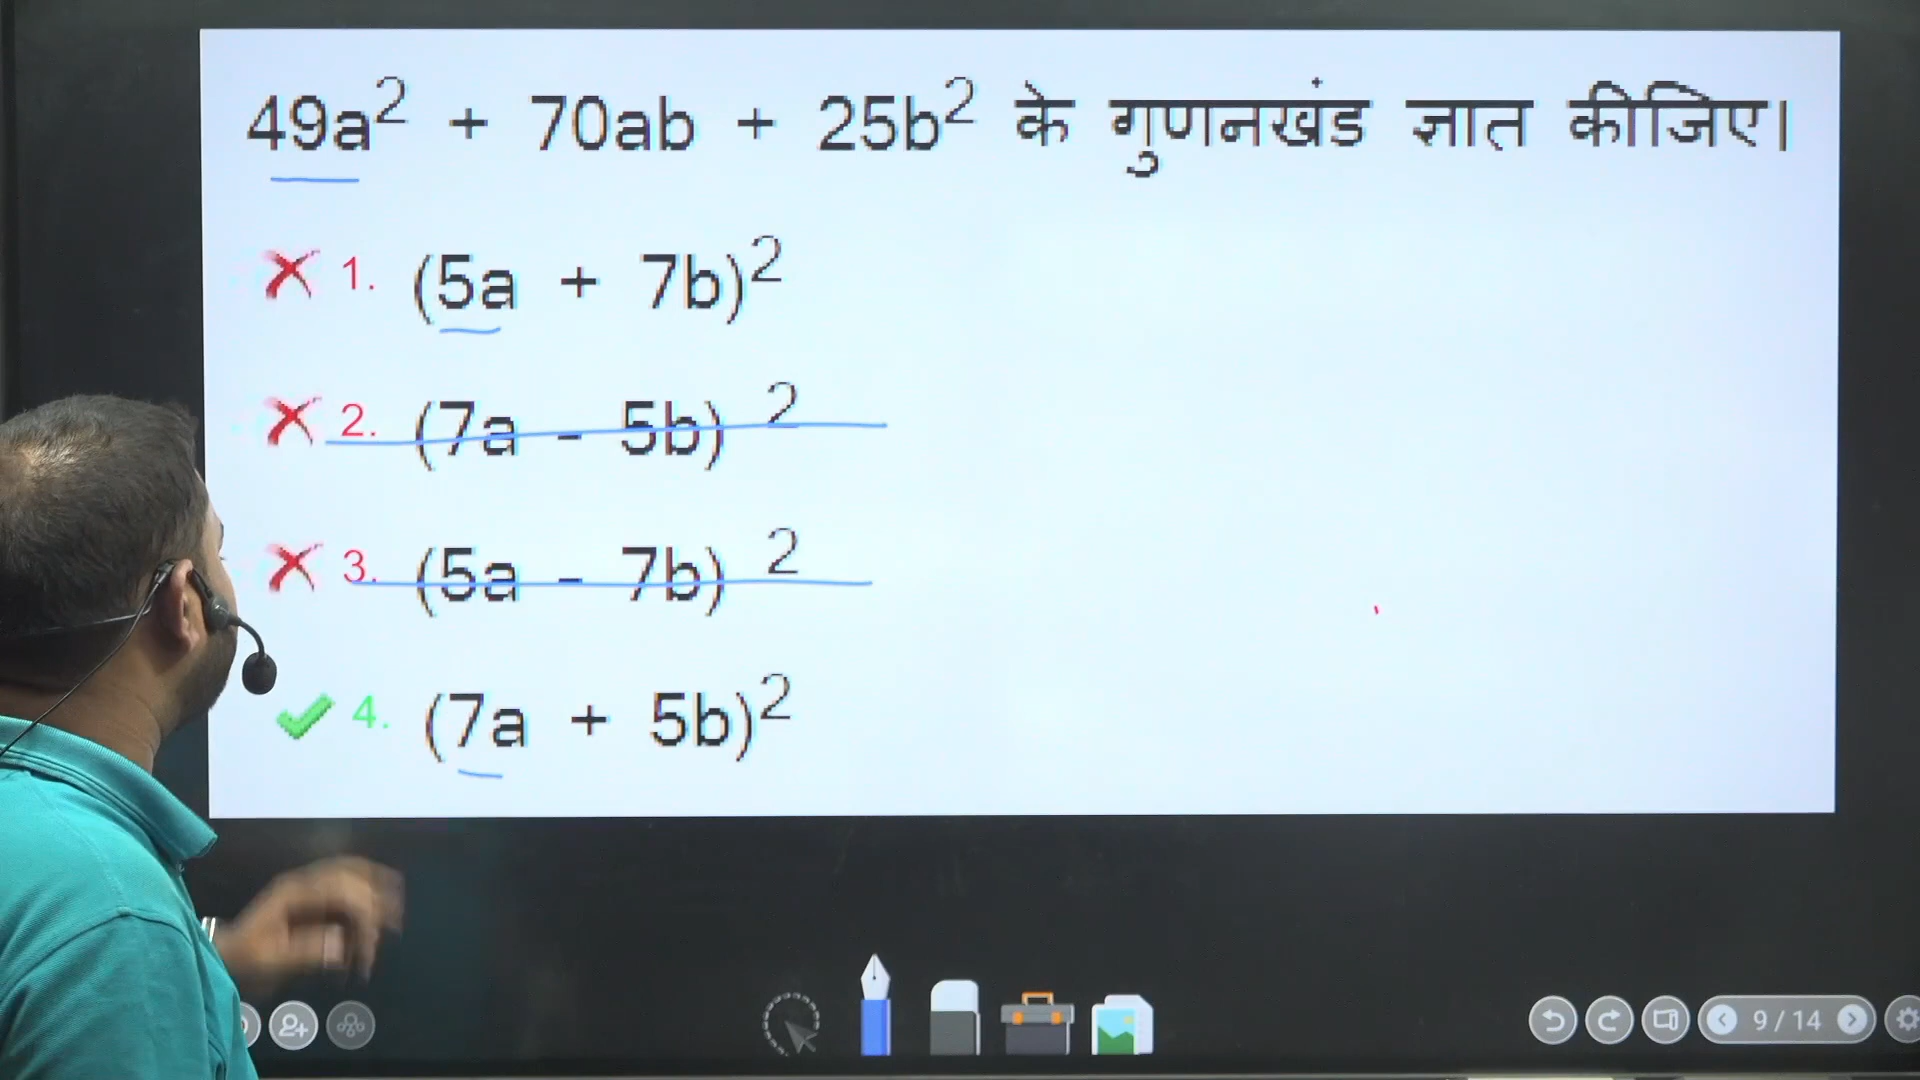 49a² + 70ab + 25b² के गुणनखंड ज्ञात कीजिए।
1. (5a + 7b)²
2. (7a - 5b) ²
3. (5a - 7b) ²
4. (7a + 5b)²
9 / 14